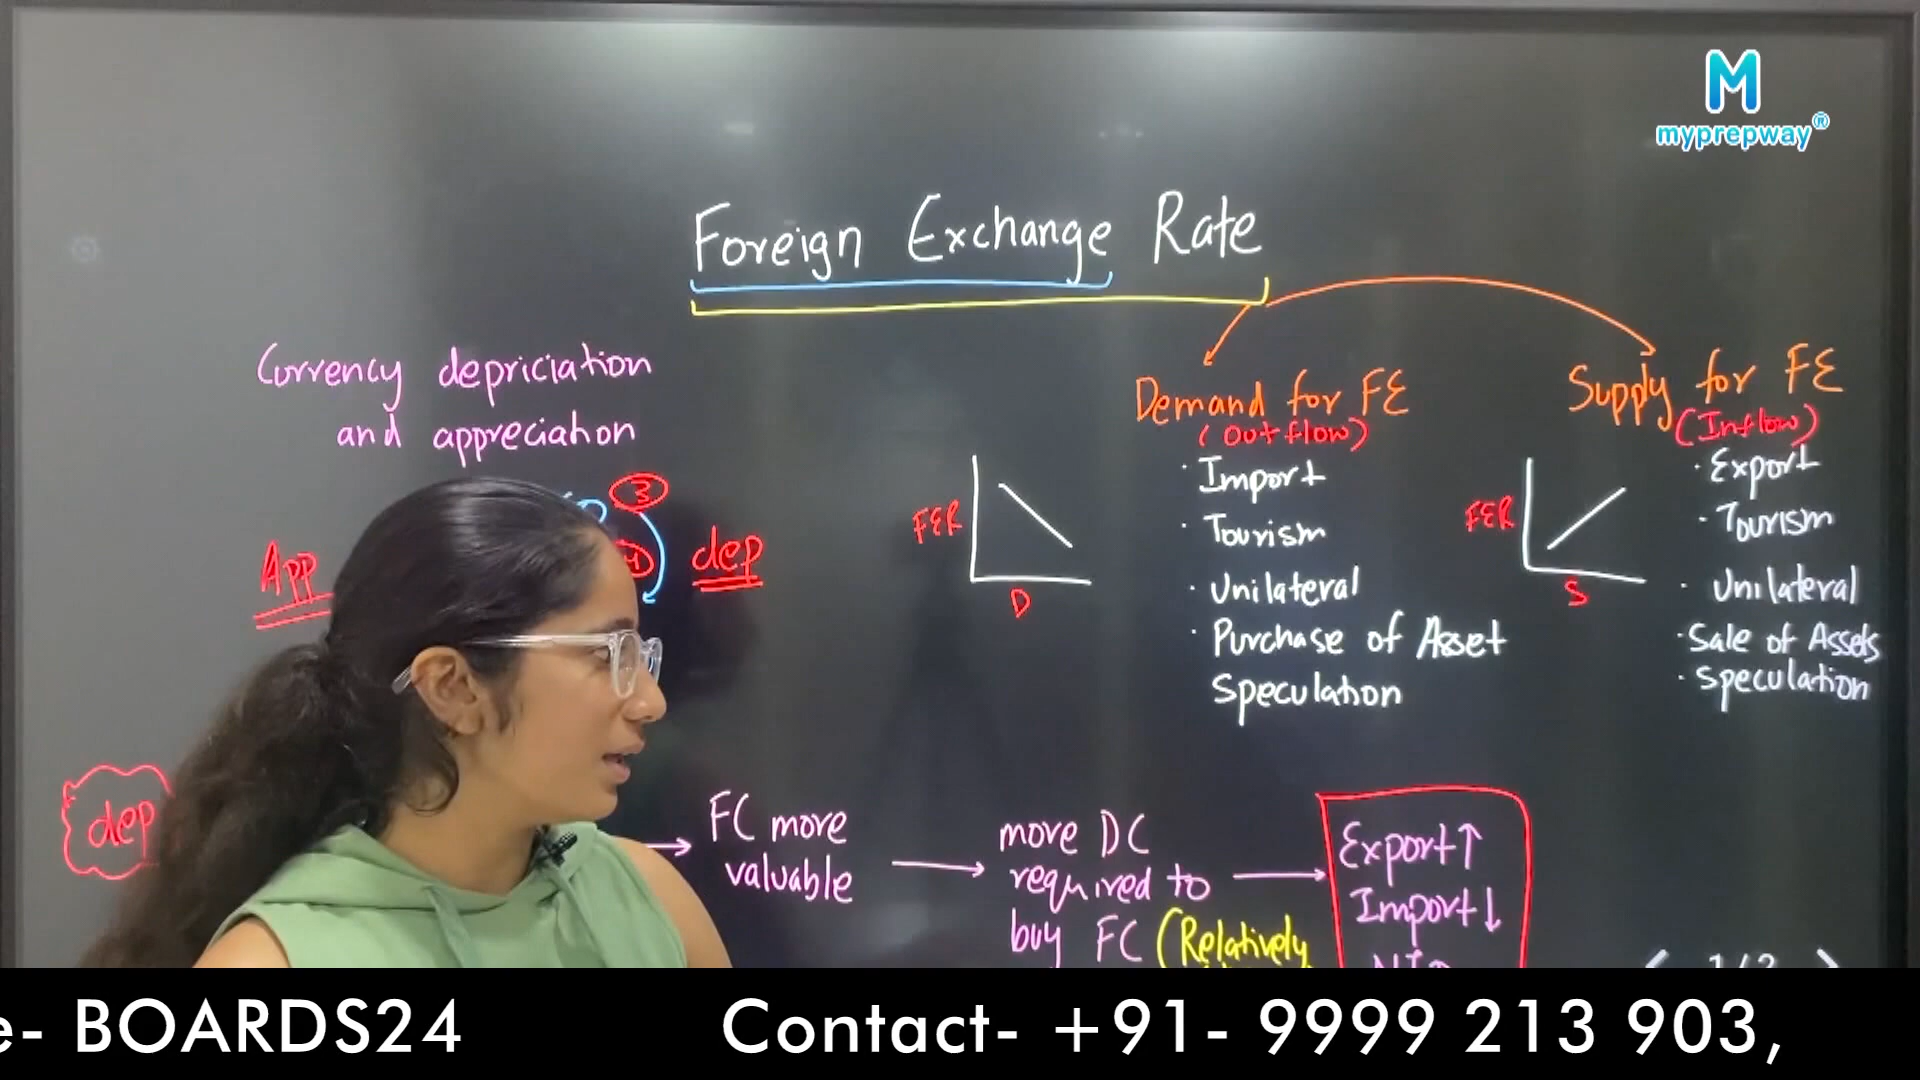 M
myprepway®
Foreign Exchange Rate
Currency depriciation
and appreciation
3
App
dep
Demand for FE
(Outflow)
· Import
· Tourism
· Unilateral
· Purchase of Asset
Speculation
FER
D
Supply for FE
(Inflow)
· Export
· Tourism
· Unilateral
· Sale of Assets
· Speculation
FER
S
dep
→ FC more
valuable
→ more DC
required to
buy FC (Relatively
→ Export↑
Import↓
e- BOARDS24 Contact- +91- 9999 213 903,